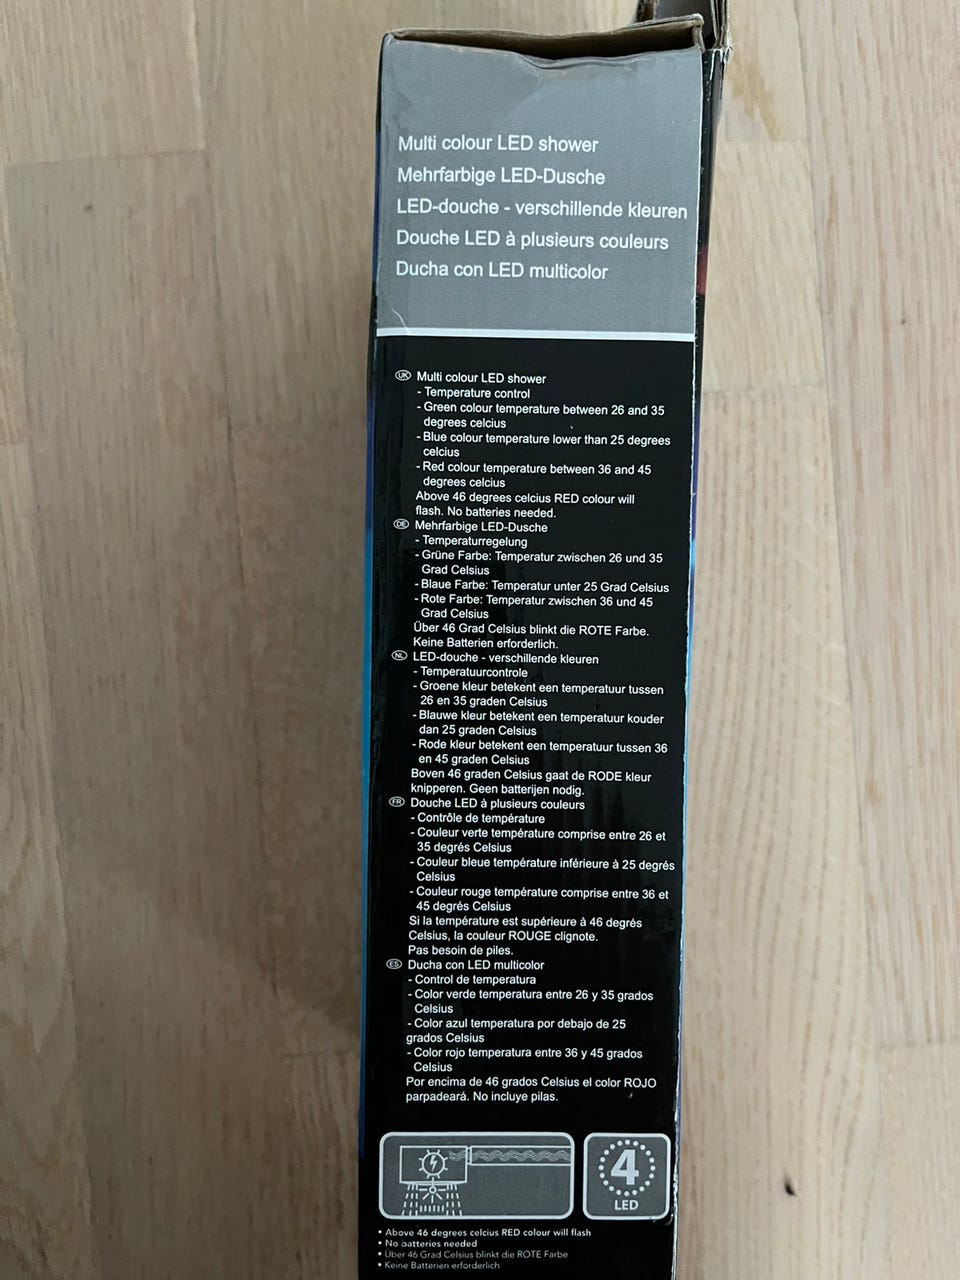 Multi colour LED shower
Mehrfarbige LED-Dusche
LED-douche - verschillende kleuren
Douche LED à plusieurs couleurs
Ducha con LED multicolor
UK Multi colour LED shower
- Temperature control
- Green colour temperature between 26 and 35
degrees celcius
- Blue colour temperature lower than 25 degrees
celcius
- Red colour temperature between 36 and 45
degrees celcius
Above 46 degrees celcius RED colour will
flash. No batteries needed.
DE Mehrfarbige LED-Dusche
- Temperaturregelung
- Grüne Farbe: Temperatur zwischen 26 und 35
Grad Celsius
- Blaue Farbe: Temperatur unter 25 Grad Celsius
- Rote Farbe: Temperatur zwischen 36 und 45
Grad Celsius
Über 46 Grad Celsius blinkt die ROTE Farbe.
Keine Batterien erforderlich.
NL LED-douche - verschillende kleuren
- Temperatuurcontrole
- Groene kleur betekent een temperatuur tussen
26 en 35 graden Celsius
- Blauwe kleur betekent een temperatuur kouder
dan 25 graden Celsius
- Rode kleur betekent een temperatuur tussen 36
en 45 graden Celsius
Boven 46 graden Celsius gaat de RODE kleur
knipperen. Geen batterijen nodig.
FR Douche LED à plusieurs couleurs
- Contrôle de température
- Couleur verte température comprise entre 26 et
35 degrés Celsius
- Couleur bleue température inférieure à 25 degrés
Celsius
- Couleur rouge température comprise entre 36 et
45 degrés Celsius
Si la température est supérieure à 46 degrés
Celsius, la couleur ROUGE clignote.
Pas besoin de piles.
ES Ducha con LED multicolor
- Control de temperatura
- Color verde temperatura entre 26 y 35 grados
Celsius
- Color azul temperatura por debajo de 25
grados Celsius
- Color rojo temperatura entre 36 y 45 grados
Celsius
Por encima de 46 grados Celsius el color ROJO
parpadeará. No incluye pilas.
4
LED
• Above 46 degrees celcius RED colour will flash
• No batteries needed
• Über 46 Grad Celsius blinkt die ROTE Farbe
• Keine Batterien erforderlich